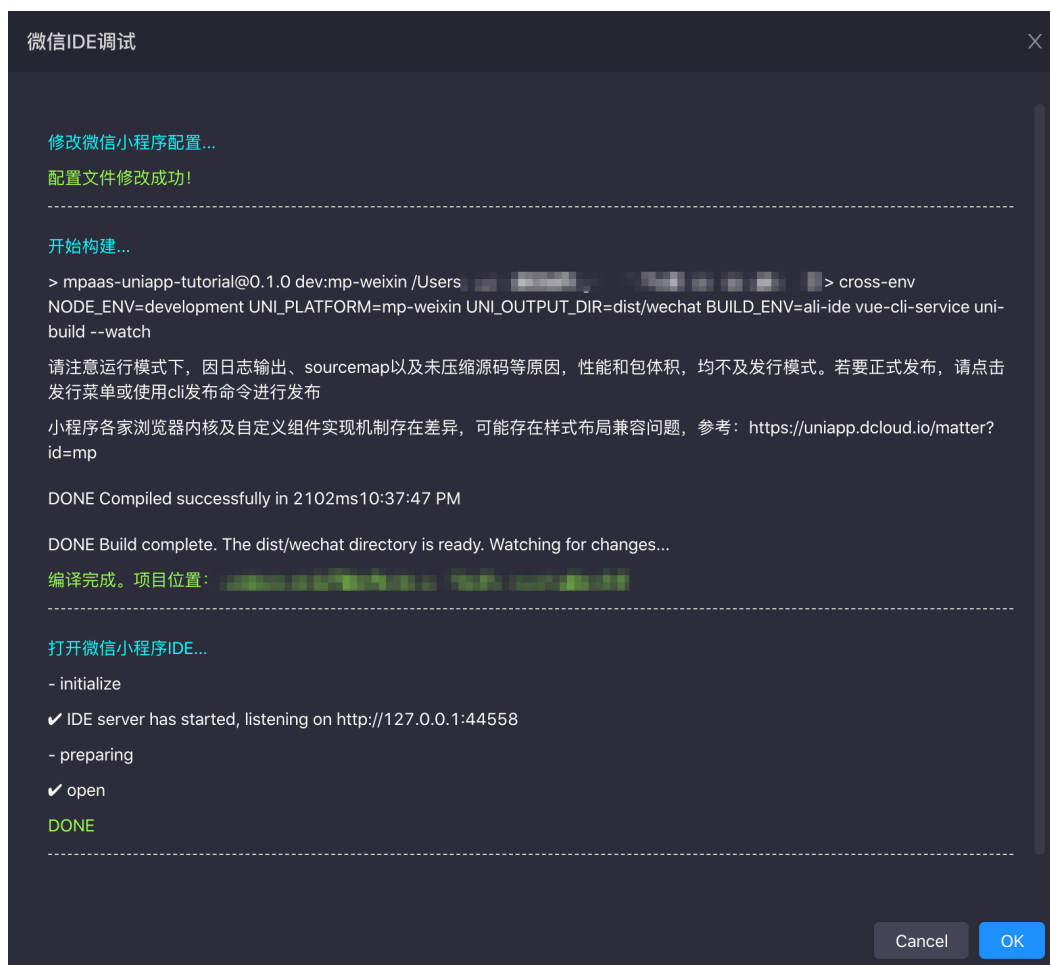 微信IDE调试
修改微信小程序配置...
配置文件修改成功！
开始构建...
> mpaas-uniapp-tutorial@0.1.0 dev:mp-weixin /Users > cross-env
NODE_ENV=development UNI_PLATFORM=mp-weixin UNI_OUTPUT_DIR=dist/wechat BUILD_ENV=ali-ide vue-cli-service uni-
build --watch
请注意运行模式下，因日志输出、sourcemap以及未压缩源码等原因，性能和包体积，均不及发行模式。若要正式发布，请点击
发行菜单或使用cli发布命令进行发布
小程序各家浏览器内核及自定义组件实现机制存在差异，可能存在样式布局兼容问题，参考：https://uniapp.dcloud.io/matter?
id=mp
DONE Compiled successfully in 2102ms10:37:47 PM
DONE Build complete. The dist/wechat directory is ready. Watching for changes...
编译完成。项目位置：
打开微信小程序IDE...
- initialize
✔ IDE server has started, listening on http://127.0.0.1:44558
- preparing
✔ open
DONE
Cancel
OK